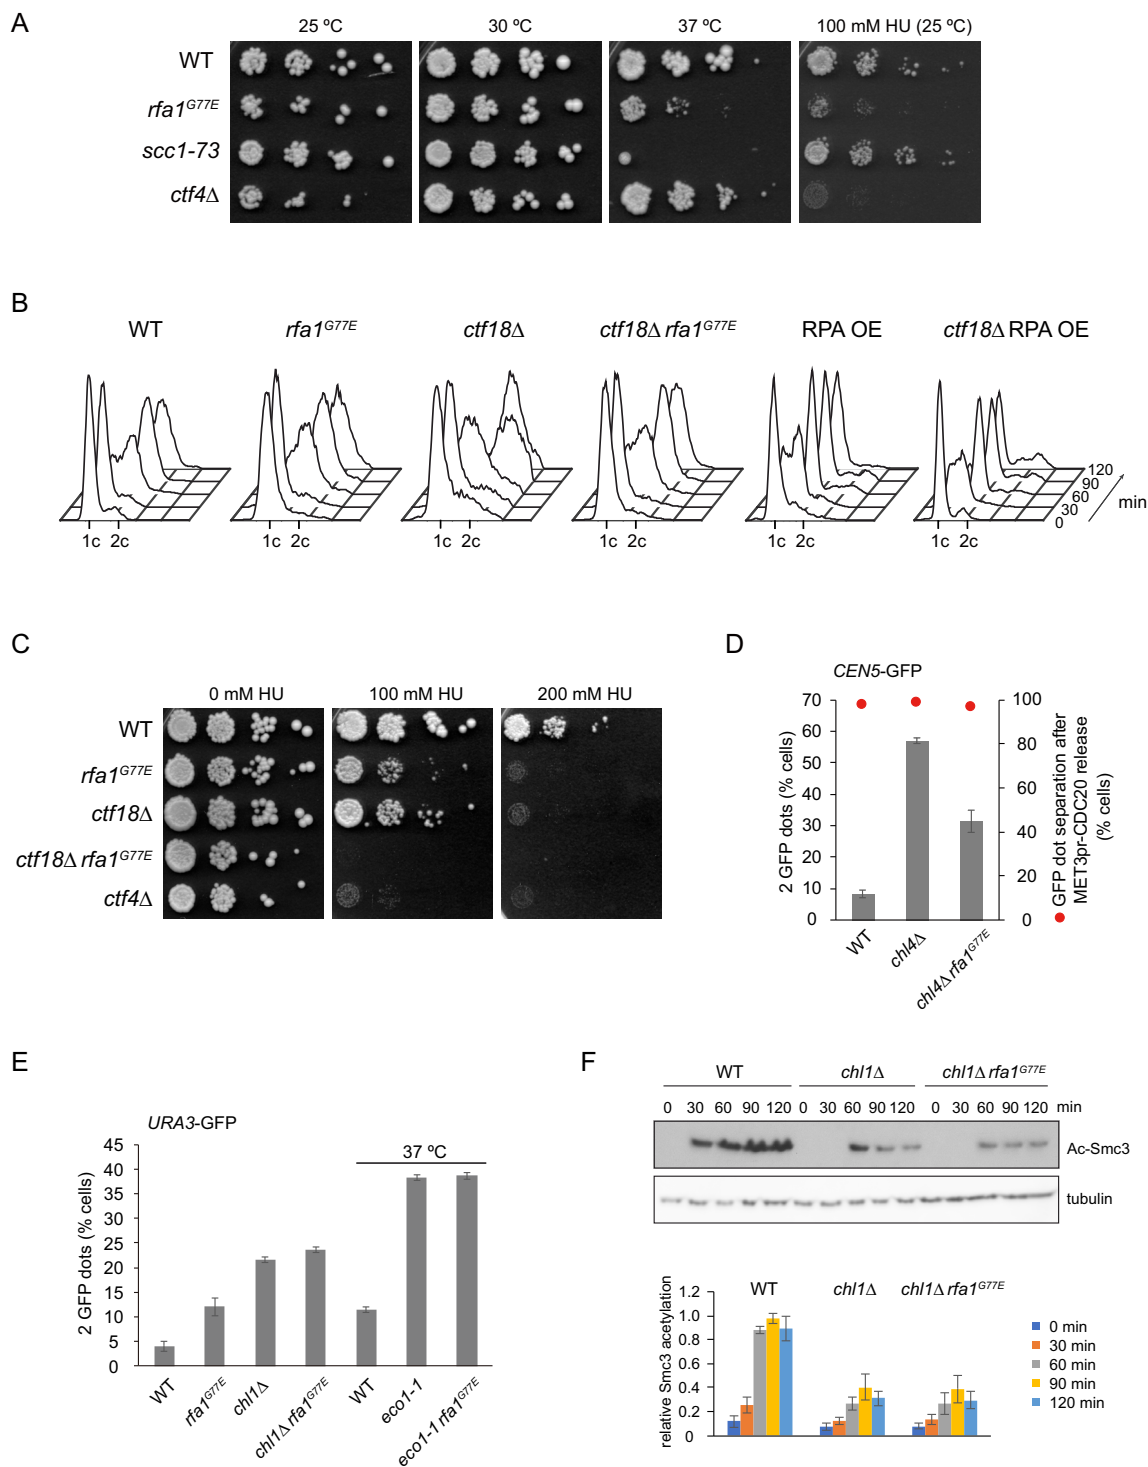 A
25 ºC
30 ºC
37 ºC
100 mM HU (25 ºC)
WT
rfa1G77E
scc1-73
ctf4Δ
B
WT
rfa1G77E
ctf18Δ
ctf18Δ rfa1G77E
RPA OE
ctf18Δ RPA OE
120
90
60
30
0
min
1c 2c
1c 2c
1c 2c
1c 2c
1c 2c
1c 2c
C
0 mM HU
100 mM HU
200 mM HU
WT
rfa1G77E
ctf18Δ
ctf18Δ rfa1G77E
ctf4Δ
D
CEN5-GFP
2 GFP dots (% cells)
70
60
50
40
30
20
10
0
100
80
60
40
20
0
GFP dot separation after
MET3pr-CDC20 release
(% cells)
WT
chl4Δ
chl4Δ rfa1G77E
E
URA3-GFP
37 ºC
2 GFP dots (% cells)
45
40
35
30
25
20
15
10
5
0
WT
rfa1G77E
chl1Δ
chl1Δ rfa1G77E
WT
eco1-1
eco1-1 rfa1G77E
F
WT
chl1Δ
chl1Δ rfa1G77E
0 30 60 90 120 0 30 60 90 120 0 30 60 90 120 min
Ac-Smc3
tubulin
relative Smc3 acetylation
1.2
1.0
0.8
0.6
0.4
0.2
0
WT
chl1Δ
chl1Δ rfa1G77E
0 min
30 min
60 min
90 min
120 min